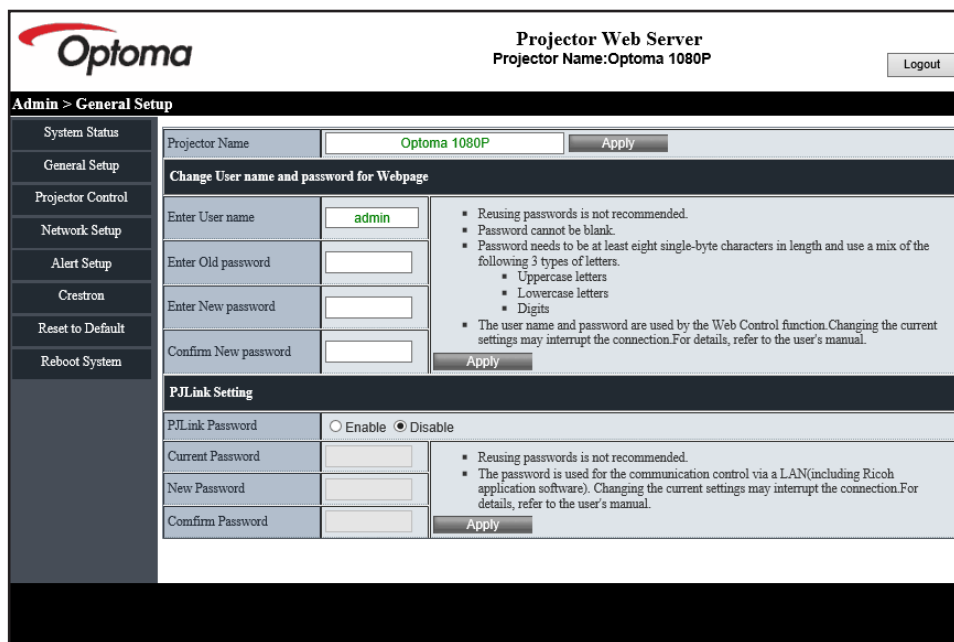 Optoma
Projector Web Server
Projector Name:Optoma 1080P
Logout
Admin > General Setup
System Status
General Setup
Projector Control
Network Setup
Alert Setup
Crestron
Reset to Default
Reboot System
Projector Name Optoma 1080P Apply
Change User name and password for Webpage
Enter User name admin
Enter Old password
Enter New password
Confirm New password
Reusing passwords is not recommended.
Password cannot be blank.
Password needs to be at least eight single-byte characters in length and use a mix of the
following 3 types of letters.
Uppercase letters
Lowercase letters
Digits
The user name and password are used by the Web Control function.Changing the current
settings may interrupt the connection.For details, refer to the user's manual.
Apply
PJLink Setting
PJLink Password Enable Disable
Current Password
New Password
Comfirm Password
Reusing passwords is not recommended.
The password is used for the communication control via a LAN(including Ricoh
application software). Changing the current settings may interrupt the connection.For
details, refer to the user's manual.
Apply